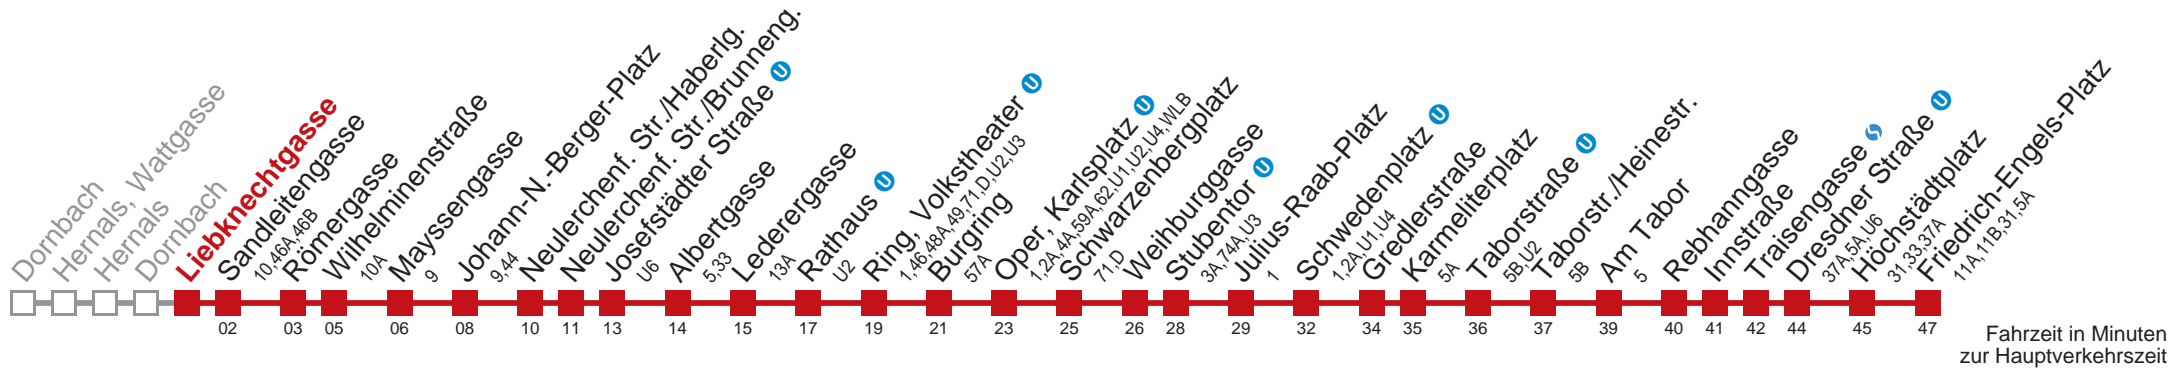 Dornbach
Hernals, Wattgasse
Hernals
Dornbach
Liebknechtgasse
Sandleitengasse
10,46A,46B
Römergasse
Wilhelminenstraße
10A
Mayssengasse
9
Johann-N.-Berger-Platz
9,44
Neulerchenf. Str./Haberlg.
Neulerchenf. Str./Brunneng.
Josefstädter Straße U
U6
Albertgasse
5,33
Lederergasse
13A
Rathaus U
U2
Ring, Volkstheater U
1,46,48A,49,71,D,U2,U3
Burgring
57A
Oper, Karlsplatz U
1,2A,4A,59A,62,U1,U2,U4,WLB
Schwarzenbergplatz
71,D
Weihburggasse
Stubentor U
3A,74A,U3
Julius-Raab-Platz
1
Schwedenplatz U
1,2A,U1,U4
Gredlerstraße
Karmeliterplatz
5A
Taborstraße U
5B,U2
Taborstr./Heinestr.
5B
Am Tabor
5
Rebhanngasse
Innstraße
Traisengasse S
Dresdner Straße U
37A,5A,U6
Höchstädtplatz
31,33,37A
Friedrich-Engels-Platz
11A,11B,31,5A
02 03 05 06 08 10 11 13 14 15 17 19 21 23 25 26 28 29 32 34 35 36 37 39 40 41 42 44 45 47
Fahrzeit in Minuten
zur Hauptverkehrszeit